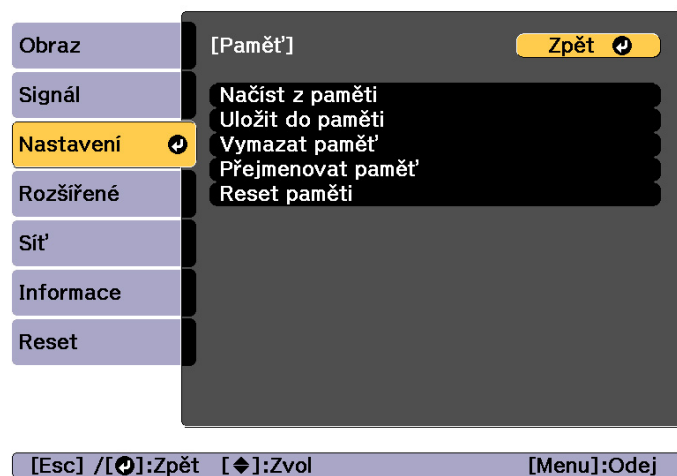 Obraz
Signál
Nastavení
Rozšířené
Síť
Informace
Reset
[Paměť]
Zpět
Načíst z paměti
Uložit do paměti
Vymazat paměť
Přejmenovat paměť
Reset paměti
[Esc] /[ ]:Zpět [ ]:Zvol [Menu]:Odej